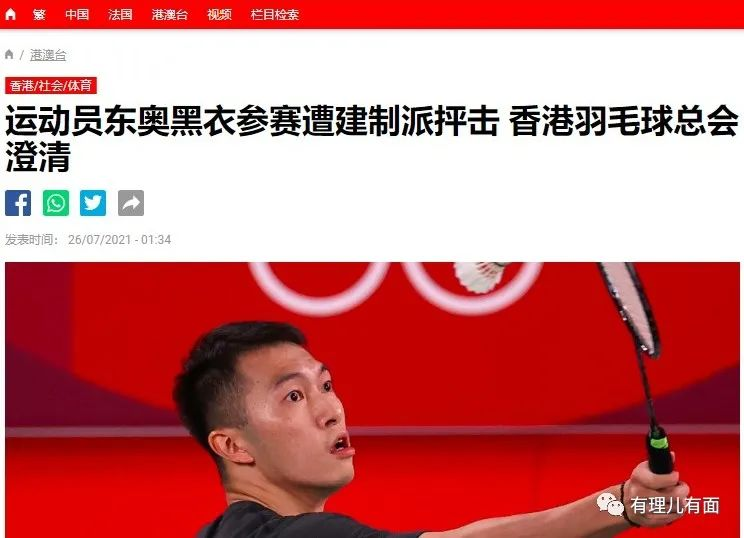 繁 中国 法国 港澳台 视频 栏目检索
/ 港澳台
香港/社会/体育
运动员东奥黑衣参赛遭建制派抨击 香港羽毛球总会
澄清
发表时间: 26/07/2021 - 01:34
有理儿有面